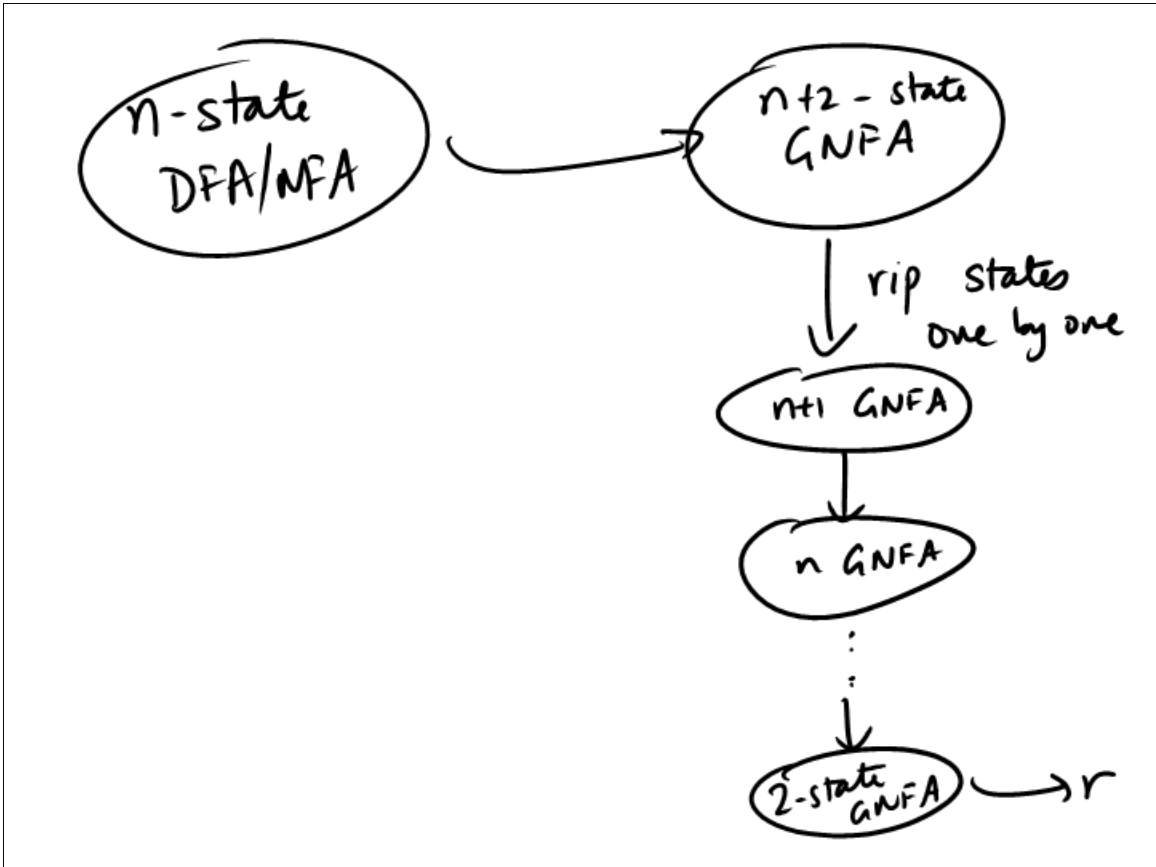 n-state
DFA/NFA
n+2-state
GNFA
rip states
one by one
n+1 GNFA
n GNFA
2-state
GNFA
r